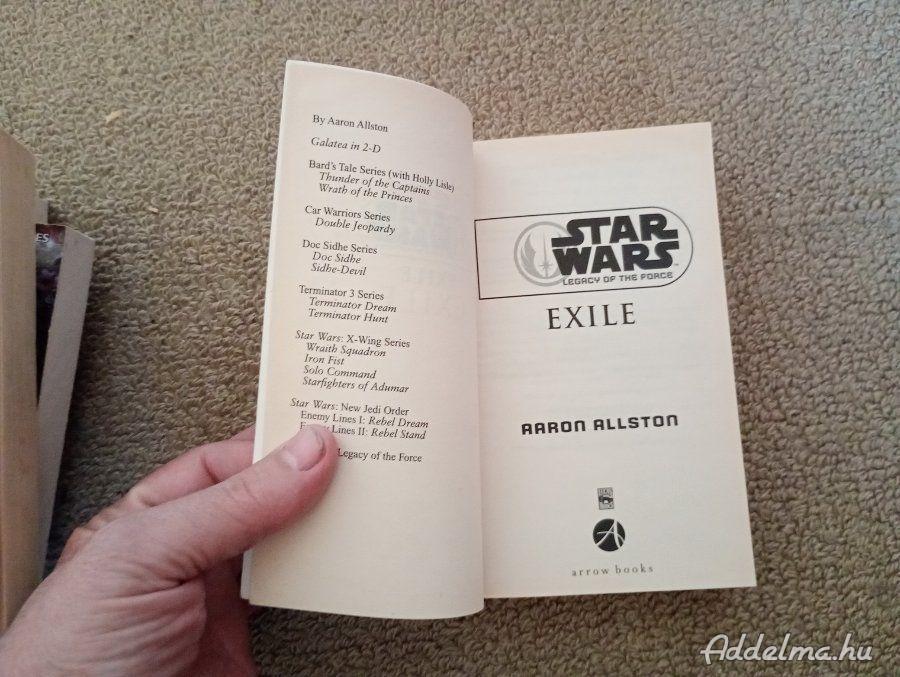 By Aaron Allston
Galatea in 2-D
Bard's Tale Series (with Holly Lisle)
Thunder of the Captains
Wrath of the Princes
Car Warriors Series
Double Jeopardy
Doc Sidhe Series
Doc Sidhe
Sidhe-Devil
Terminator 3 Series
Terminator Dream
Terminator Hunt
Star Wars: X-Wing Series
Wraith Squadron
Iron Fist
Solo Command
Starfighters of Adumar
Star Wars: New Jedi Order
Enemy Lines I: Rebel Dream
Enemy Lines II: Rebel Stand
Legacy of the Force
STAR
WARS™
LEGACY OF THE FORCE
EXILE
AARON ALLSTON
A
arrow books
ES
Addelma.hu